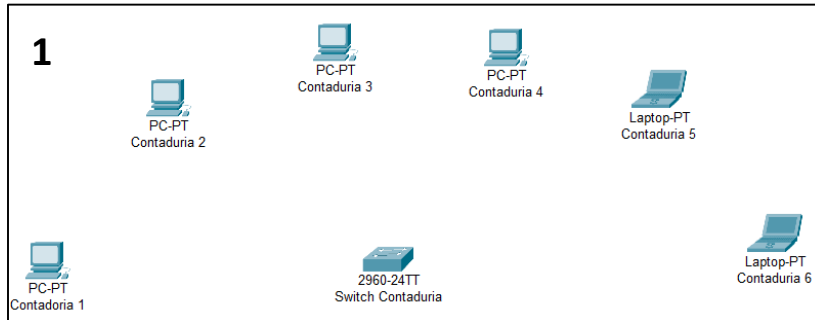 1
PC-PT
Contaduria 3
PC-PT
Contaduria 4
PC-PT
Contaduria 2
Laptop-PT
Contaduria 5
PC-PT
Contadoria 1
2960-24TT
Switch Contaduria
Laptop-PT
Contaduria 6